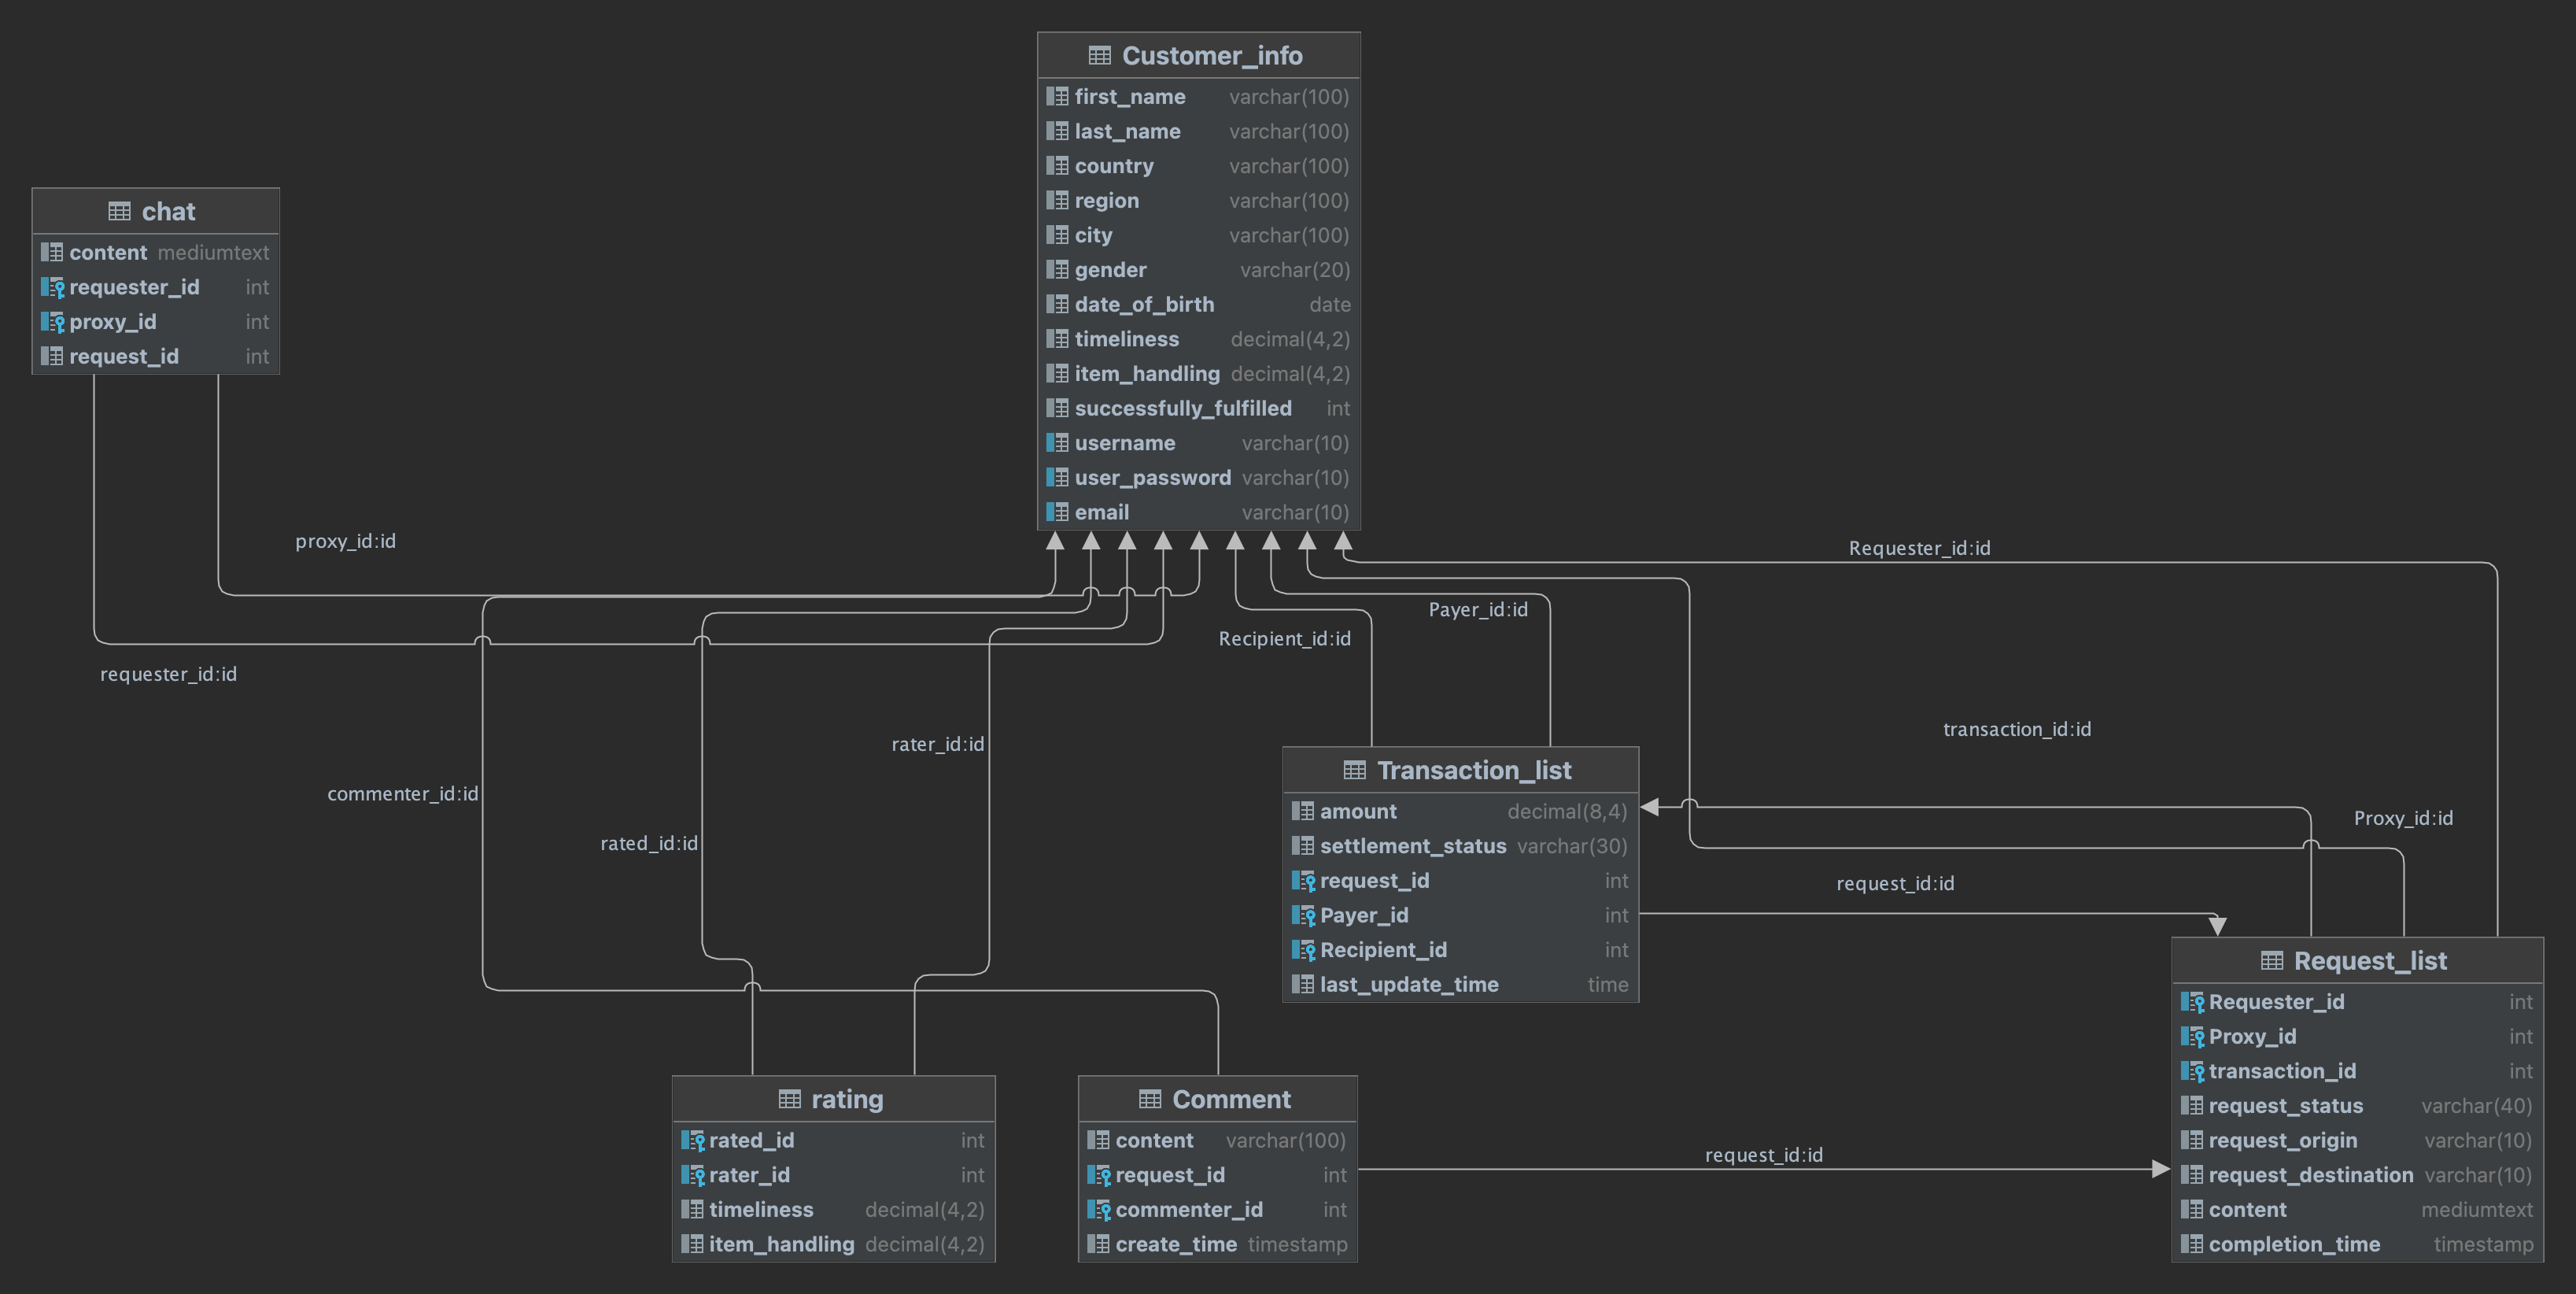 Customer_info
first_name varchar(100)
last_name varchar(100)
country varchar(100)
region varchar(100)
city varchar(100)
gender varchar(20)
date_of_birth date
timeliness decimal(4,2)
item_handling decimal(4,2)
successfully_fulfilled int
username varchar(10)
user_password varchar(10)
email varchar(10)
chat
content mediumtext
requester_id int
proxy_id int
request_id int
proxy_id:id
requester_id:id
commenter_id:id
rated_id:id
rater_id:id
Recipient_id:id
Payer_id:id
Requester_id:id
transaction_id:id
Proxy_id:id
request_id:id
Transaction_list
amount decimal(8,4)
settlement_status varchar(30)
request_id int
Payer_id int
Recipient_id int
last_update_time time
Request_list
Requester_id int
Proxy_id int
transaction_id int
request_status varchar(40)
request_origin varchar(10)
request_destination varchar(10)
content mediumtext
completion_time timestamp
rating
rated_id int
rater_id int
timeliness decimal(4,2)
item_handling decimal(4,2)
Comment
content varchar(100)
request_id int
commenter_id int
create_time timestamp
request_id:id